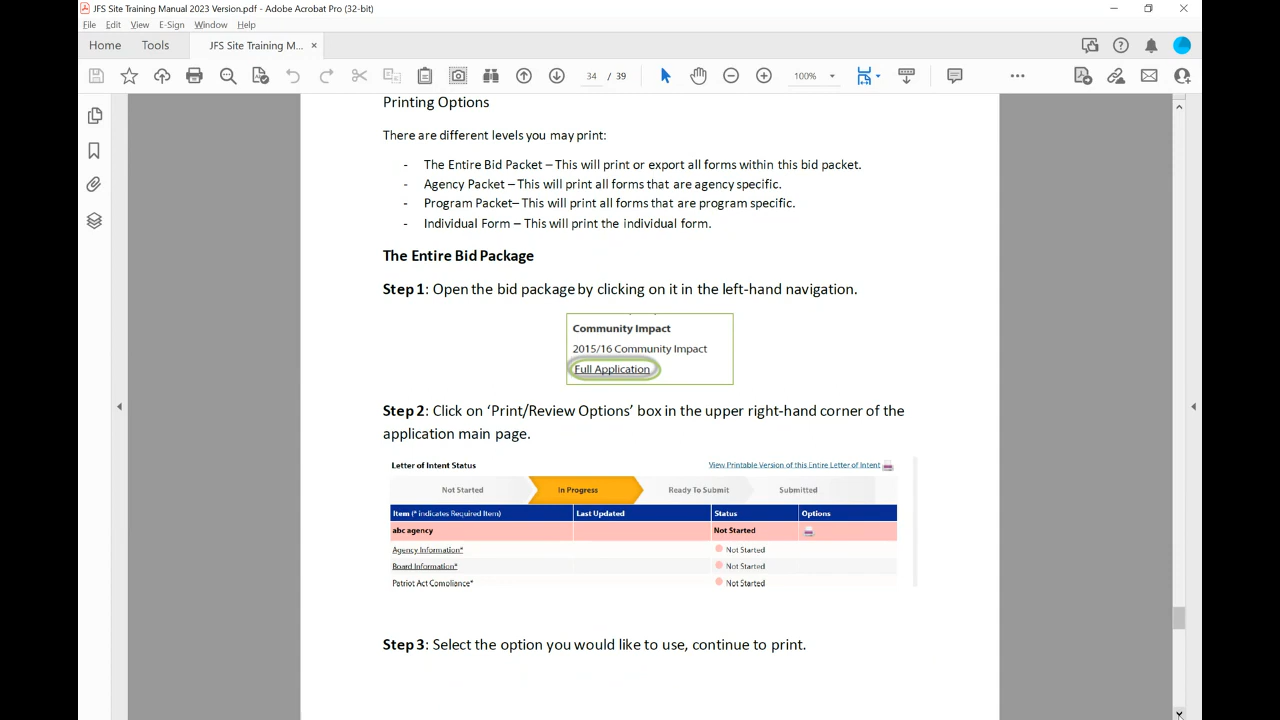 JFS Site Training Manual 2023 Version.pdf - Adobe Acrobat Pro (32-bit)
File Edit View E-Sign Window Help
Home Tools JFS Site Training M... ×
34 / 39 100%
Printing Options
There are different levels you may print:
- The Entire Bid Packet – This will print or export all forms within this bid packet.
- Agency Packet – This will print all forms that are agency specific.
- Program Packet– This will print all forms that are program specific.
- Individual Form – This will print the individual form.
The Entire Bid Package
Step 1: Open the bid package by clicking on it in the left-hand navigation.
Community Impact
2015/16 Community Impact
Full Application
Step 2: Click on ‘Print/Review Options’ box in the upper right-hand corner of the
application main page.
Letter of Intent Status View Printable Version of this Entire Letter of Intent
Not Started In Progress Ready To Submit Submitted
Item (* indicates Required Item) Last Updated Status Options
abc agency Not Started
Agency Information* Not Started
Board Information* Not Started
Patriot Act Compliance* Not Started
Step 3: Select the option you would like to use, continue to print.